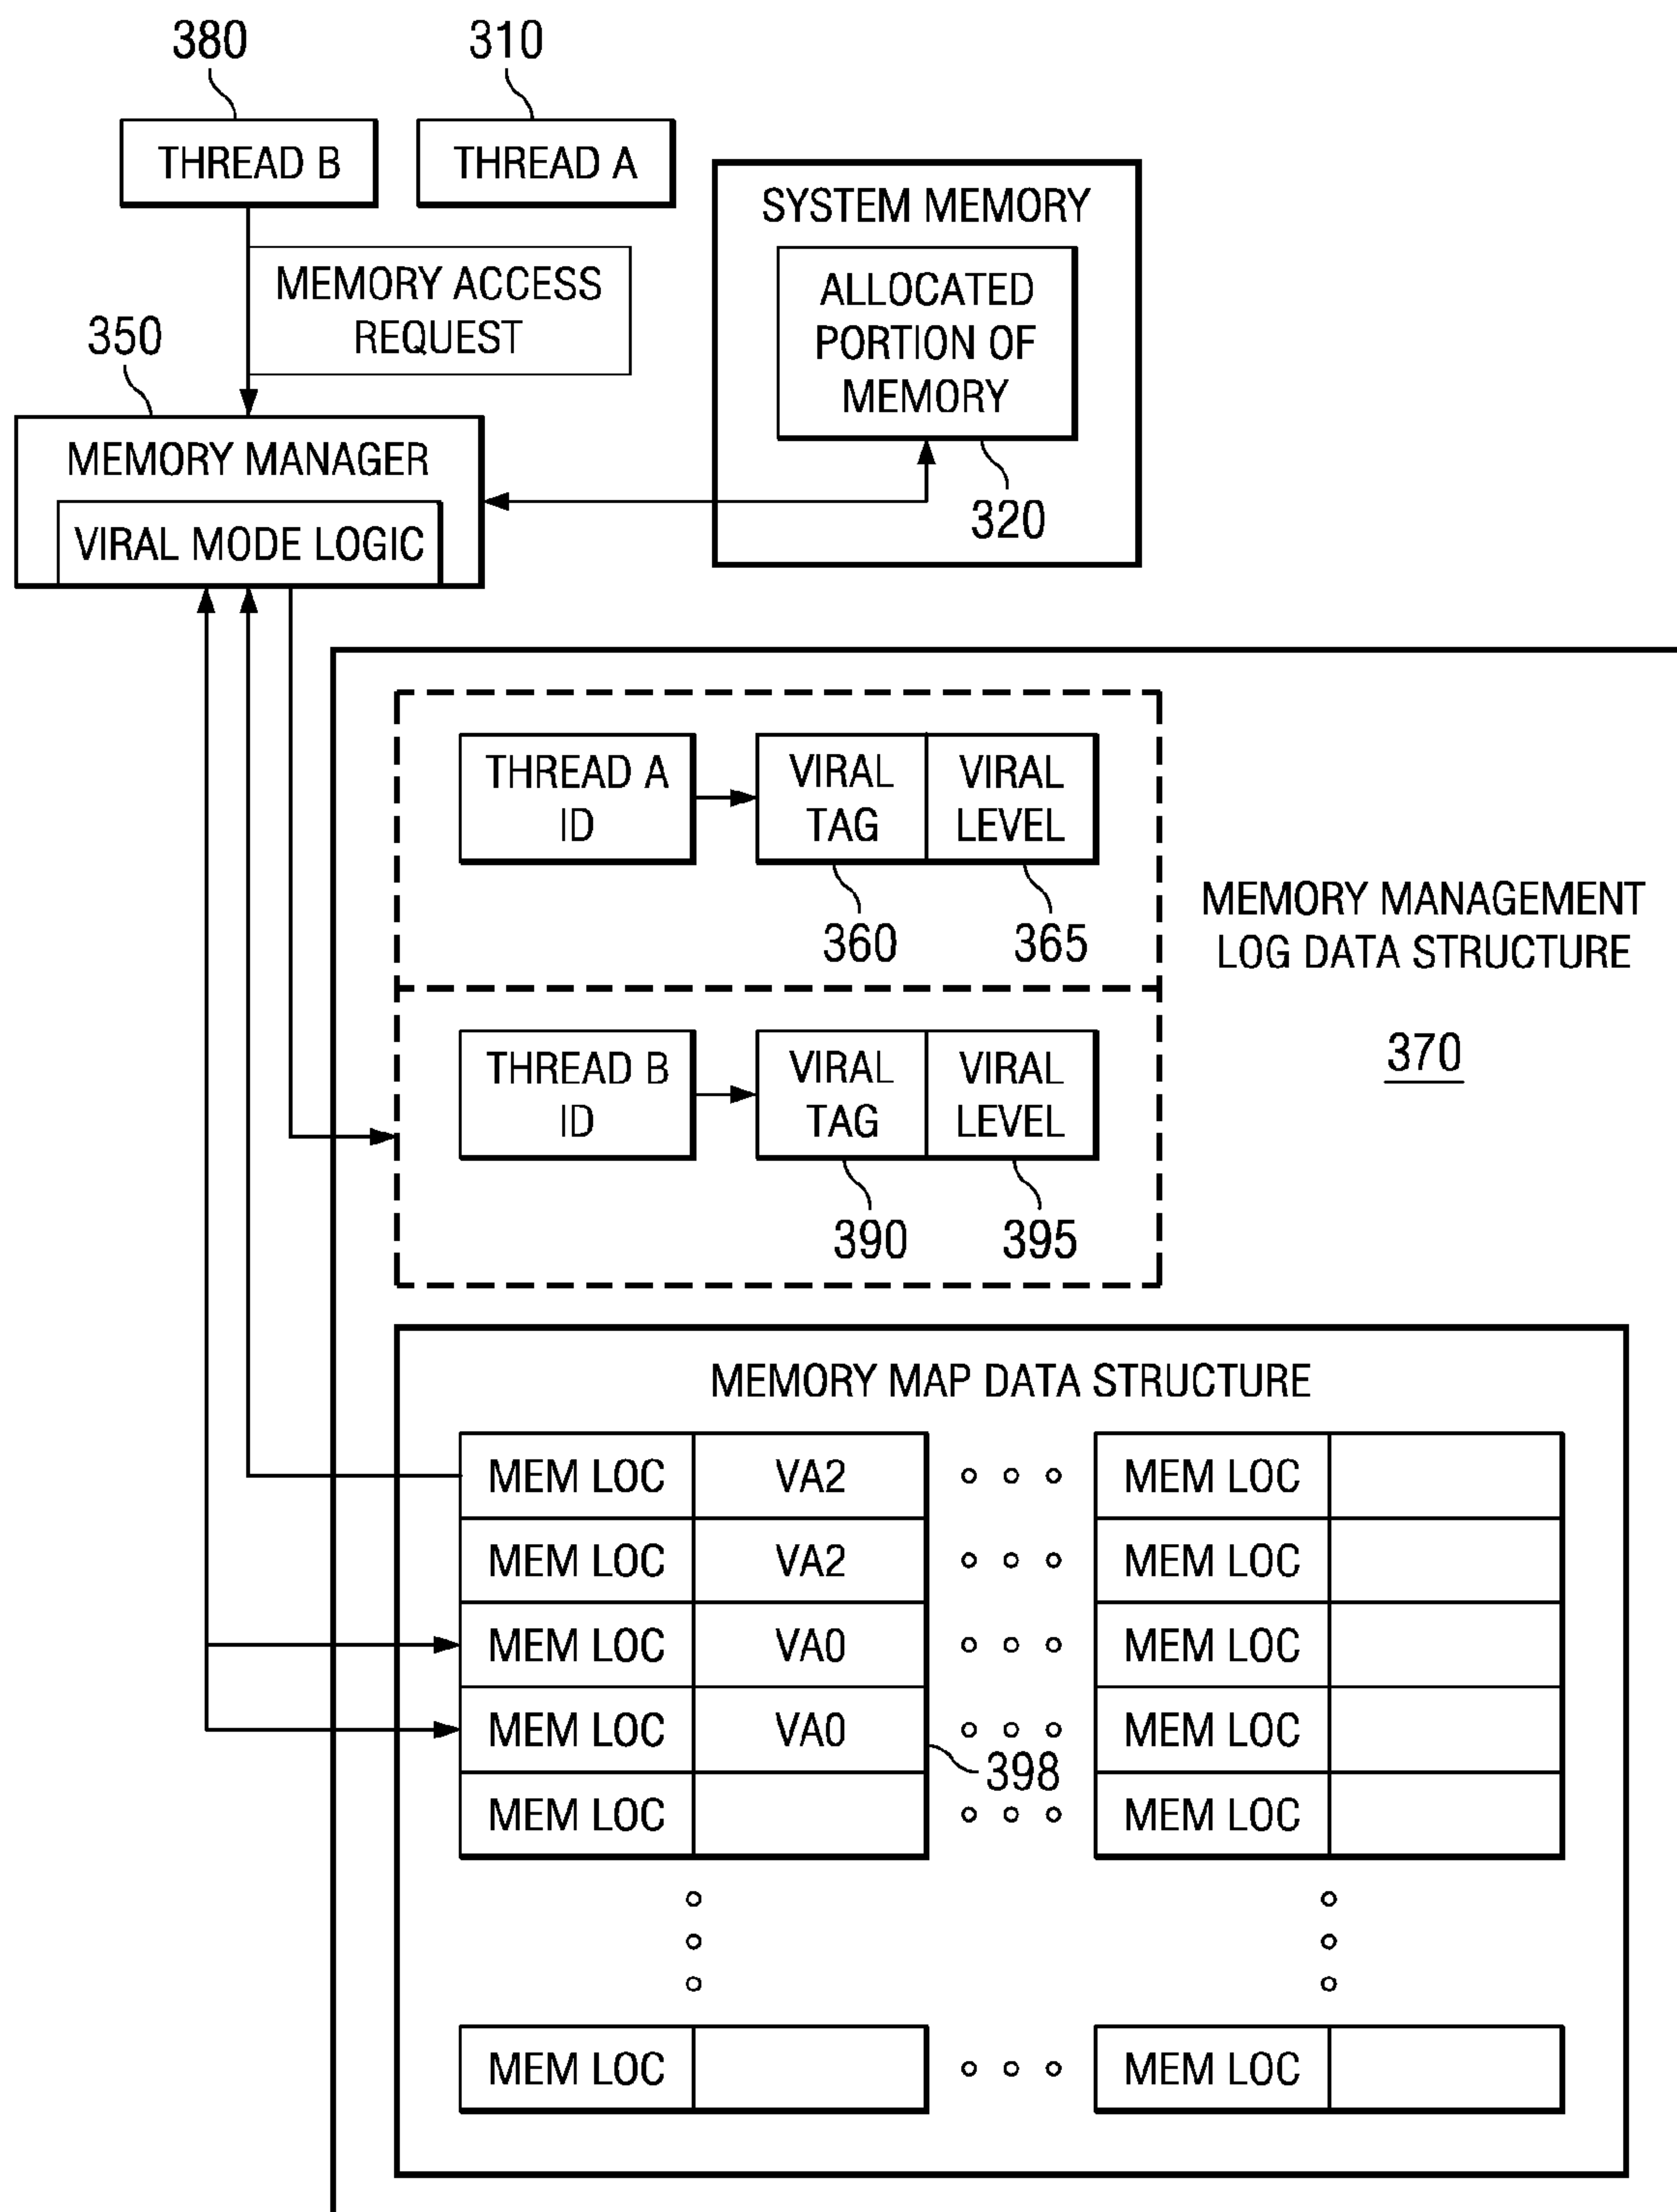 380
310
THREAD B
THREAD A
SYSTEM MEMORY
ALLOCATED
PORTION OF
MEMORY
320
MEMORY ACCESS
REQUEST
350
MEMORY MANAGER
VIRAL MODE LOGIC
THREAD A
ID
VIRAL
TAG
VIRAL
LEVEL
360
365
MEMORY MANAGEMENT
LOG DATA STRUCTURE
370
THREAD B
ID
VIRAL
TAG
VIRAL
LEVEL
390
395
MEMORY MAP DATA STRUCTURE
MEM LOC VA2 MEM LOC
MEM LOC VA2 MEM LOC
MEM LOC VA0 MEM LOC
MEM LOC VA0 MEM LOC
398
MEM LOC MEM LOC
MEM LOC MEM LOC